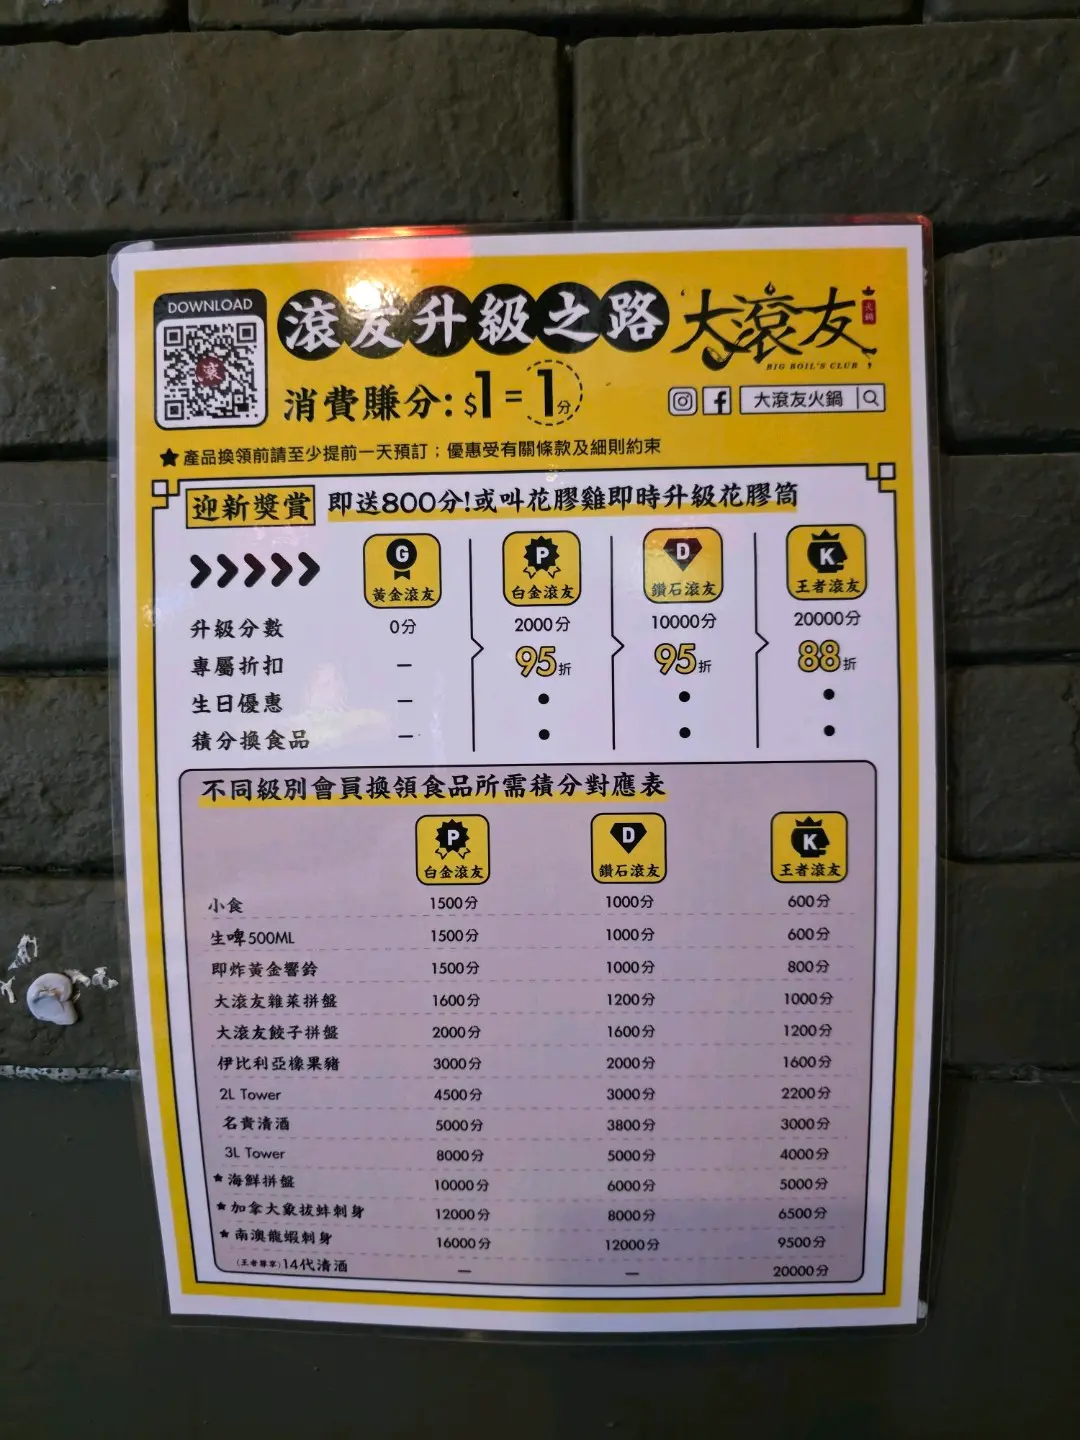 DOWNLOAD
滾友升級之路
大滾友
火鍋
BIG BOIL'S CLUB
消費賺分:$1=1分
大滾友火鍋
★產品換領前請至少提前一天預訂；優惠受有關條款及細則約束
迎新獎賞 即送800分!或叫花膠雞即時升級花膠筒
G P D K
黃金滾友 白金滾友 鑽石滾友 王者滾友
升級分數 0分 2000分 10000分 20000分
專屬折扣 — 95折 95折 88折
生日優惠 — • • •
積分換食品 — • • •
不同級別會員換領食品所需積分對應表
P D K
白金滾友 鑽石滾友 王者滾友
小食 1500分 1000分 600分
生啤500ML 1500分 1000分 600分
即炸黃金響鈴 1500分 1000分 800分
大滾友雜菜拼盤 1600分 1200分 1000分
大滾友餃子拼盤 2000分 1600分 1200分
伊比利亞橡果豬 3000分 2000分 1600分
2L Tower 4500分 3000分 2200分
名貴清酒 5000分 3800分 3000分
3L Tower 8000分 5000分 4000分
★海鮮拼盤 10000分 6000分 5000分
★加拿大象拔蚌刺身 12000分 8000分 6500分
★南澳龍蝦刺身 16000分 12000分 9500分
(王者尊享)14代清酒 — — 20000分